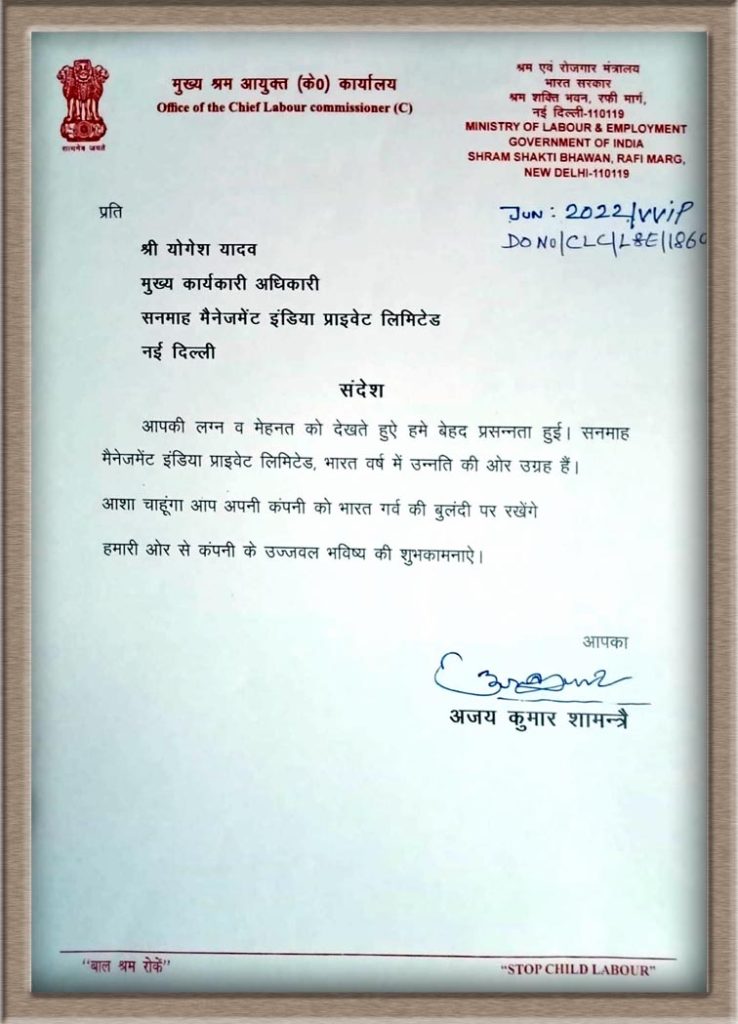 सत्यमेव जयते
मुख्य श्रम आयुक्त (के०) कार्यालय
Office of the Chief Labour commissioner (C)
श्रम एवं रोजगार मंत्रालय
भारत सरकार
श्रम शक्ति भवन, रफी मार्ग,
नई दिल्ली-110119
MINISTRY OF LABOUR & EMPLOYMENT
GOVERNMENT OF INDIA
SHRAM SHAKTI BHAWAN, RAFI MARG,
NEW DELHI-110119
JUN: 2022/VViP
DO NO/CLC/L&E/1860
प्रति
श्री योगेश यादव
मुख्य कार्यकारी अधिकारी
सनमाह मैनेजमेंट इंडिया प्राइवेट लिमिटेड
नई दिल्ली
संदेश
आपकी लग्न व मेहनत को देखते हुऐ हमे बेहद प्रसन्नता हुई। सनमाह
मैनेजमेंट इंडिया प्राइवेट लिमिटेड, भारत वर्ष में उन्नति की ओर उग्रह हैं।
आशा चाहूंगा आप अपनी कंपनी को भारत गर्व की बुलंदी पर रखेंगे
हमारी ओर से कंपनी के उज्जवल भविष्य की शुभकामनाऐ।
आपका
अजय कुमार शामन्त्रै
“बाल श्रम रोकें”
“STOP CHILD LABOUR”